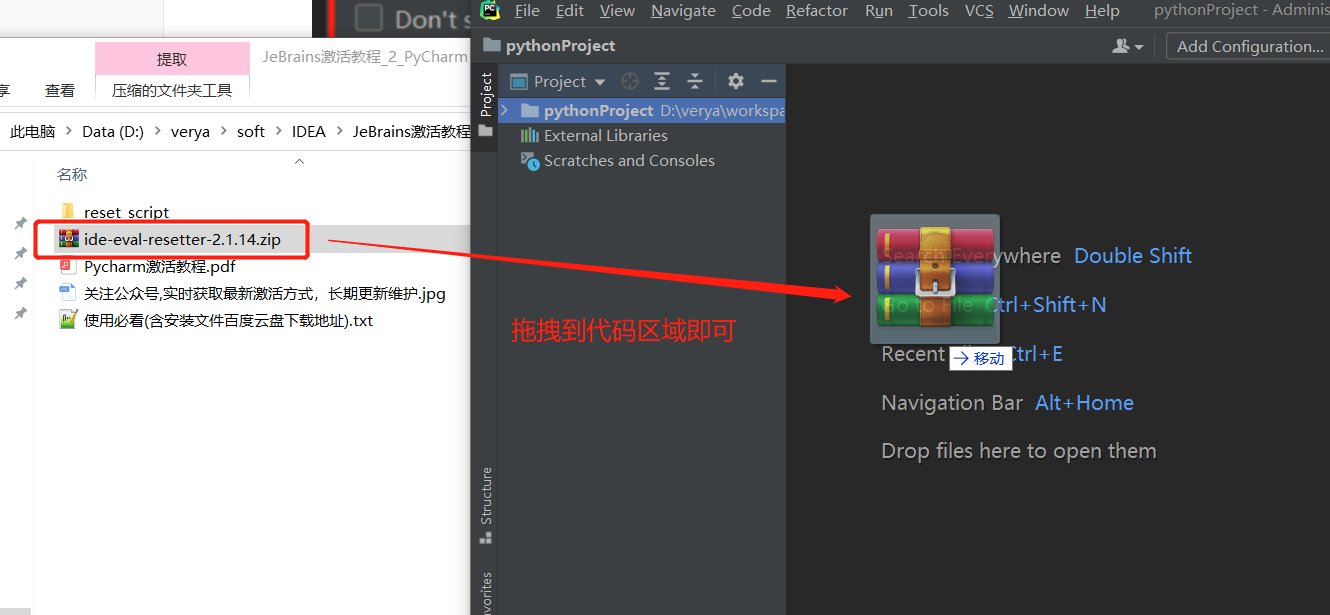 Don't s
提取
JeBrains激活教程_2_PyCharm
享
查看
压缩的文件夹工具
此电脑 > Data (D:) > verya > soft > IDEA > JeBrains激活教程
名称
reset_script
ide-eval-resetter-2.1.14.zip
Pycharm激活教程.pdf
关注公众号,实时获取最新激活方式，长期更新维护.jpg
使用必看(含安装文件百度云盘下载地址).txt
PC File Edit View Navigate Code Refactor Run Tools VCS Window Help pythonProject - Adminis
pythonProject
Add Configuration...
Project
Project
pythonProject D:\verya\workspa
External Libraries
Scratches and Consoles
Search Everywhere Double Shift
Go to File Ctrl+Shift+N
Recent Ctrl+E
移动
Navigation Bar Alt+Home
Drop files here to open them
拖拽到代码区域即可
Structure
vorites